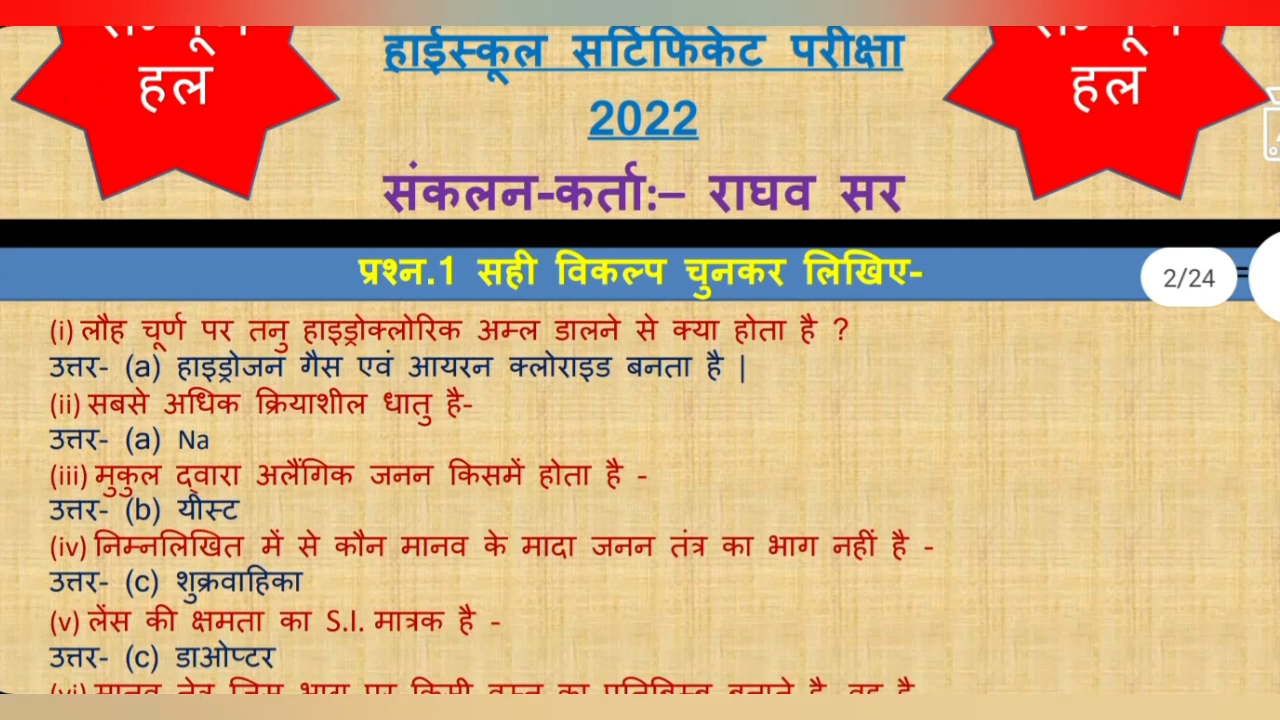 हल
हल
हाईस्कूल सर्टिफिकेट परीक्षा
2022
संकलन-कर्ता:– राघव सर
प्रश्न.1 सही विकल्प चुनकर लिखिए-
2/24
(i) लौह चूर्ण पर तनु हाइड्रोक्लोरिक अम्ल डालने से क्या होता है ?
उत्तर- (a) हाइड्रोजन गैस एवं आयरन क्लोराइड बनता है |
(ii) सबसे अधिक क्रियाशील धातु है-
उत्तर- (a) Na
(iii) मुकुल द्वारा अलैंगिक जनन किसमें होता है -
उत्तर- (b) यीस्ट
(iv) निम्नलिखित में से कौन मानव के मादा जनन तंत्र का भाग नहीं है -
उत्तर- (c) शुक्रवाहिका
(v) लेंस की क्षमता का S.I. मात्रक है -
उत्तर- (c) डाओप्टर